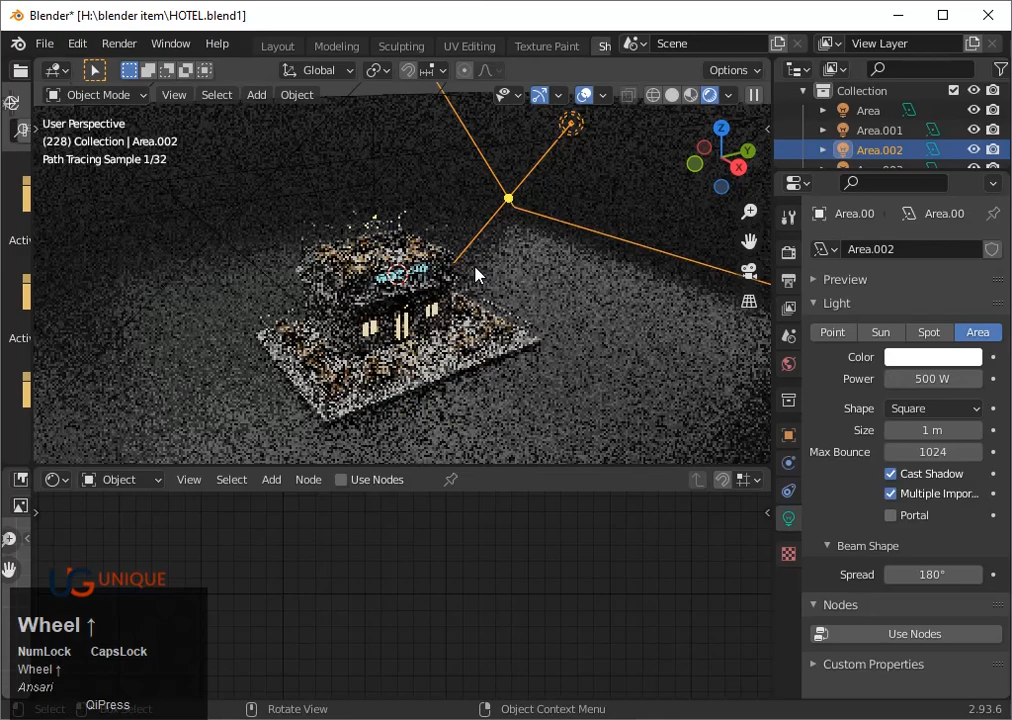 Blender* [H:\blender item\HOTEL.blend1]
File Edit Render Window Help
Layout Modeling Sculpting UV Editing Texture Paint Sh
Scene
View Layer
Global
Options
Object Mode View Select Add Object
User Perspective
(228) Collection | Area.002
Path Tracing Sample 1/32
Z
Y
X
Collection
Area
Area.001
Area.002
Area.00 Area.00
Area.002
Preview
Light
Point Sun Spot Area
Color
Power 500 W
Shape Square
Size 1 m
Max Bounce 1024
Cast Shadow
Multiple Impor...
Portal
Beam Shape
Spread 180°
Nodes
Use Nodes
Custom Properties
Activ
Activ
Object View Select Add Node Use Nodes
UG UNIQUE
Wheel ↑
NumLock CapsLock
Wheel ↑
Ansari
QiPress
Select Box Select Rotate View Object Context Menu 2.93.6